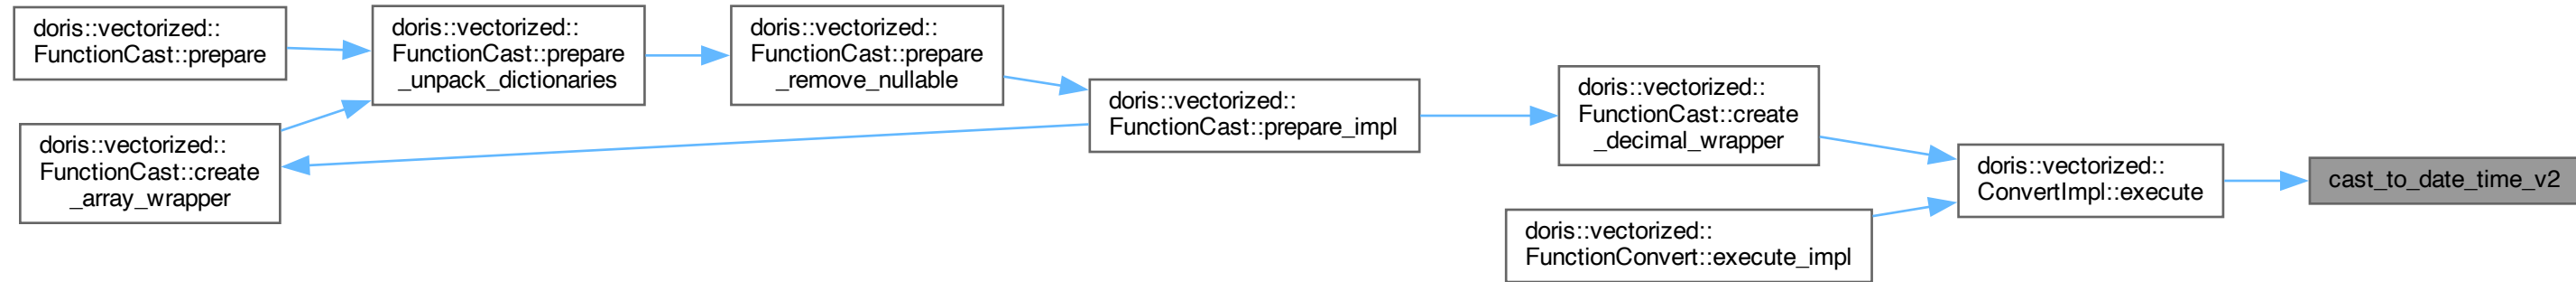 doris::vectorized::
FunctionCast::prepare
doris::vectorized::
FunctionCast::prepare
_unpack_dictionaries
doris::vectorized::
FunctionCast::prepare
_remove_nullable
doris::vectorized::
FunctionCast::create
_array_wrapper
doris::vectorized::
FunctionCast::prepare_impl
doris::vectorized::
FunctionCast::create
_decimal_wrapper
doris::vectorized::
FunctionConvert::execute_impl
doris::vectorized::
ConvertImpl::execute
cast_to_date_time_v2